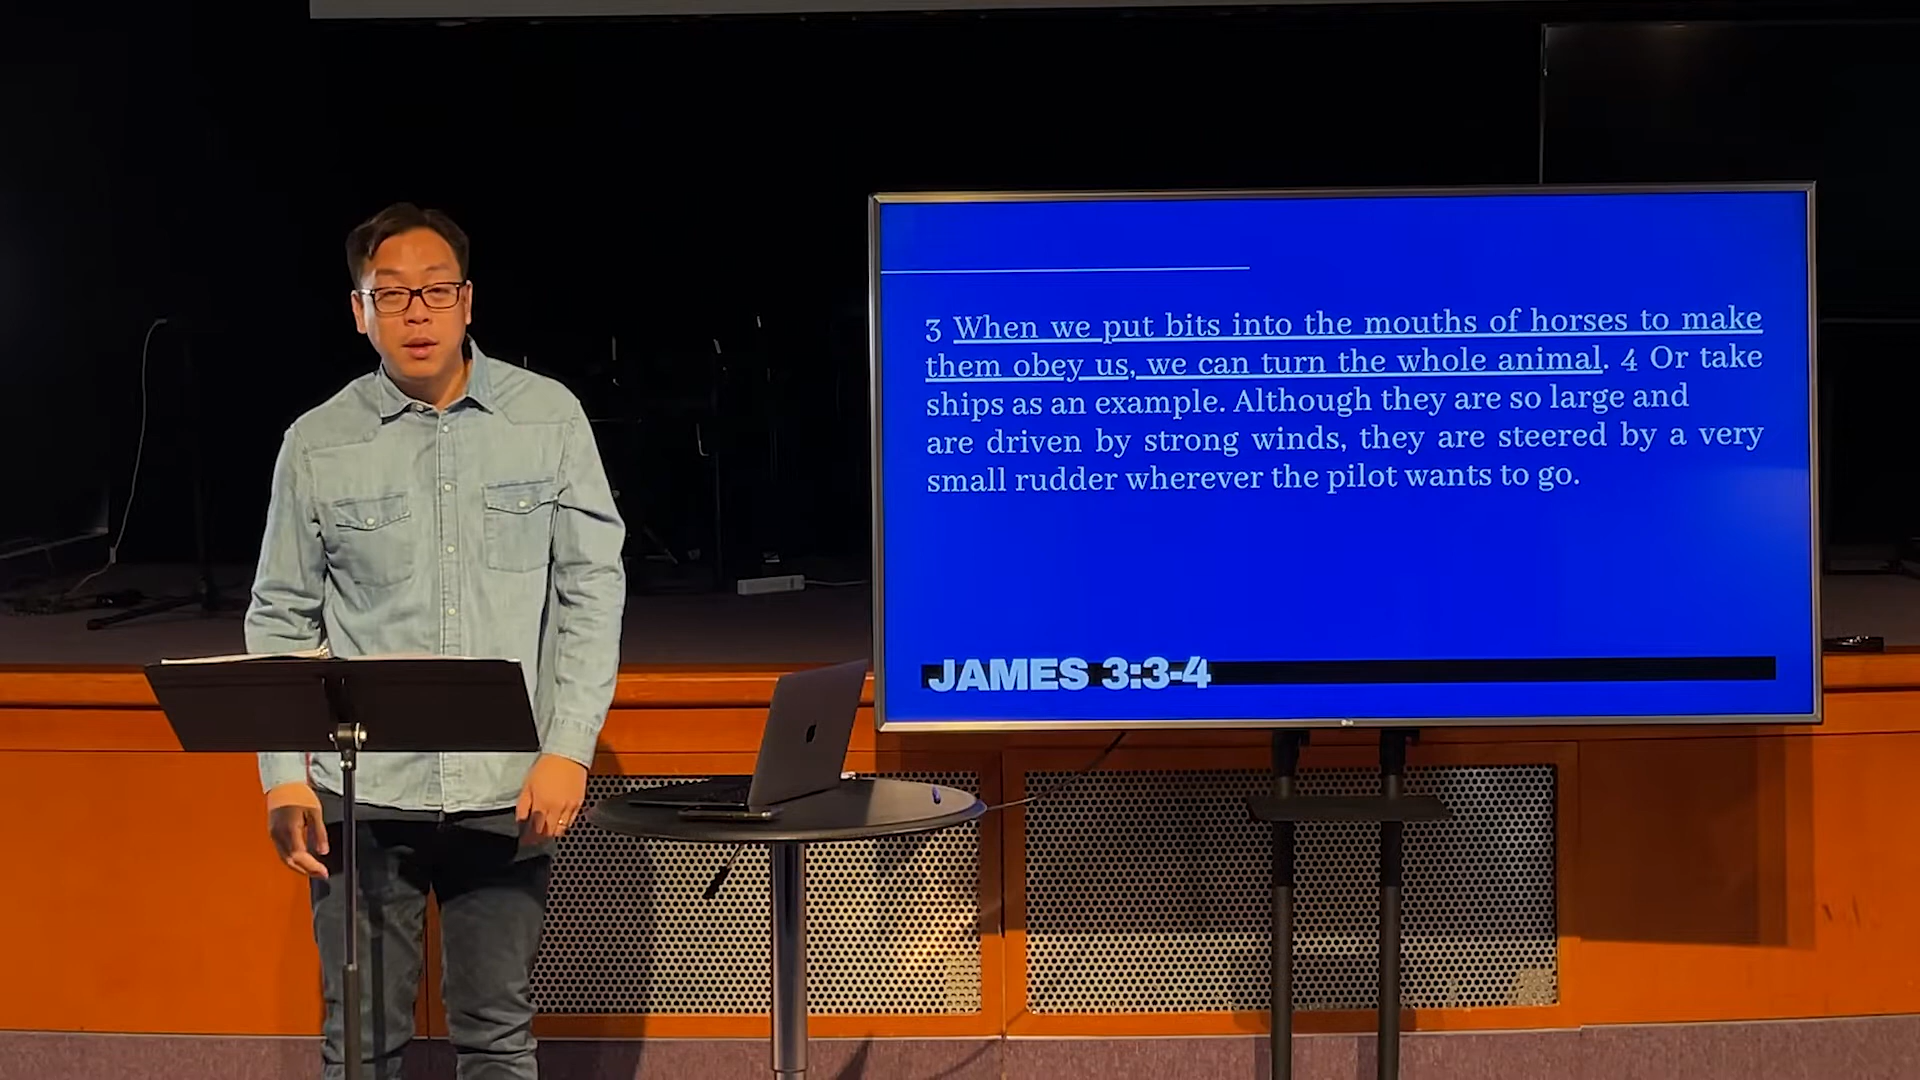 3 When we put bits into the mouths of horses to make
them obey us, we can turn the whole animal. 4 Or take
ships as an example. Although they are so large and
are driven by strong winds, they are steered by a very
small rudder wherever the pilot wants to go.
JAMES 3:3-4
LG